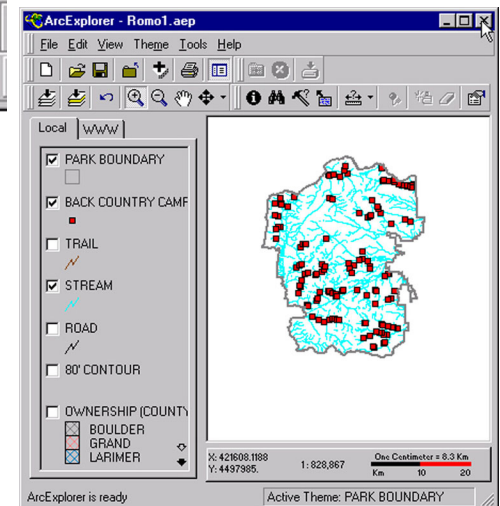 ArcExplorer - Romo1.aep
File Edit View Theme Tools Help
Local WWW
PARK BOUNDARY
BACK COUNTRY CAMP
TRAIL
STREAM
ROAD
80' CONTOUR
OWNERSHIP (COUNTY
BOULDER
GRAND
LARIMER
X: 421608.1188
Y: 4497985.
1: 828,867
One Centimeter = 8.3 Km
Km 10 20
ArcExplorer is ready
Active Theme: PARK BOUNDARY